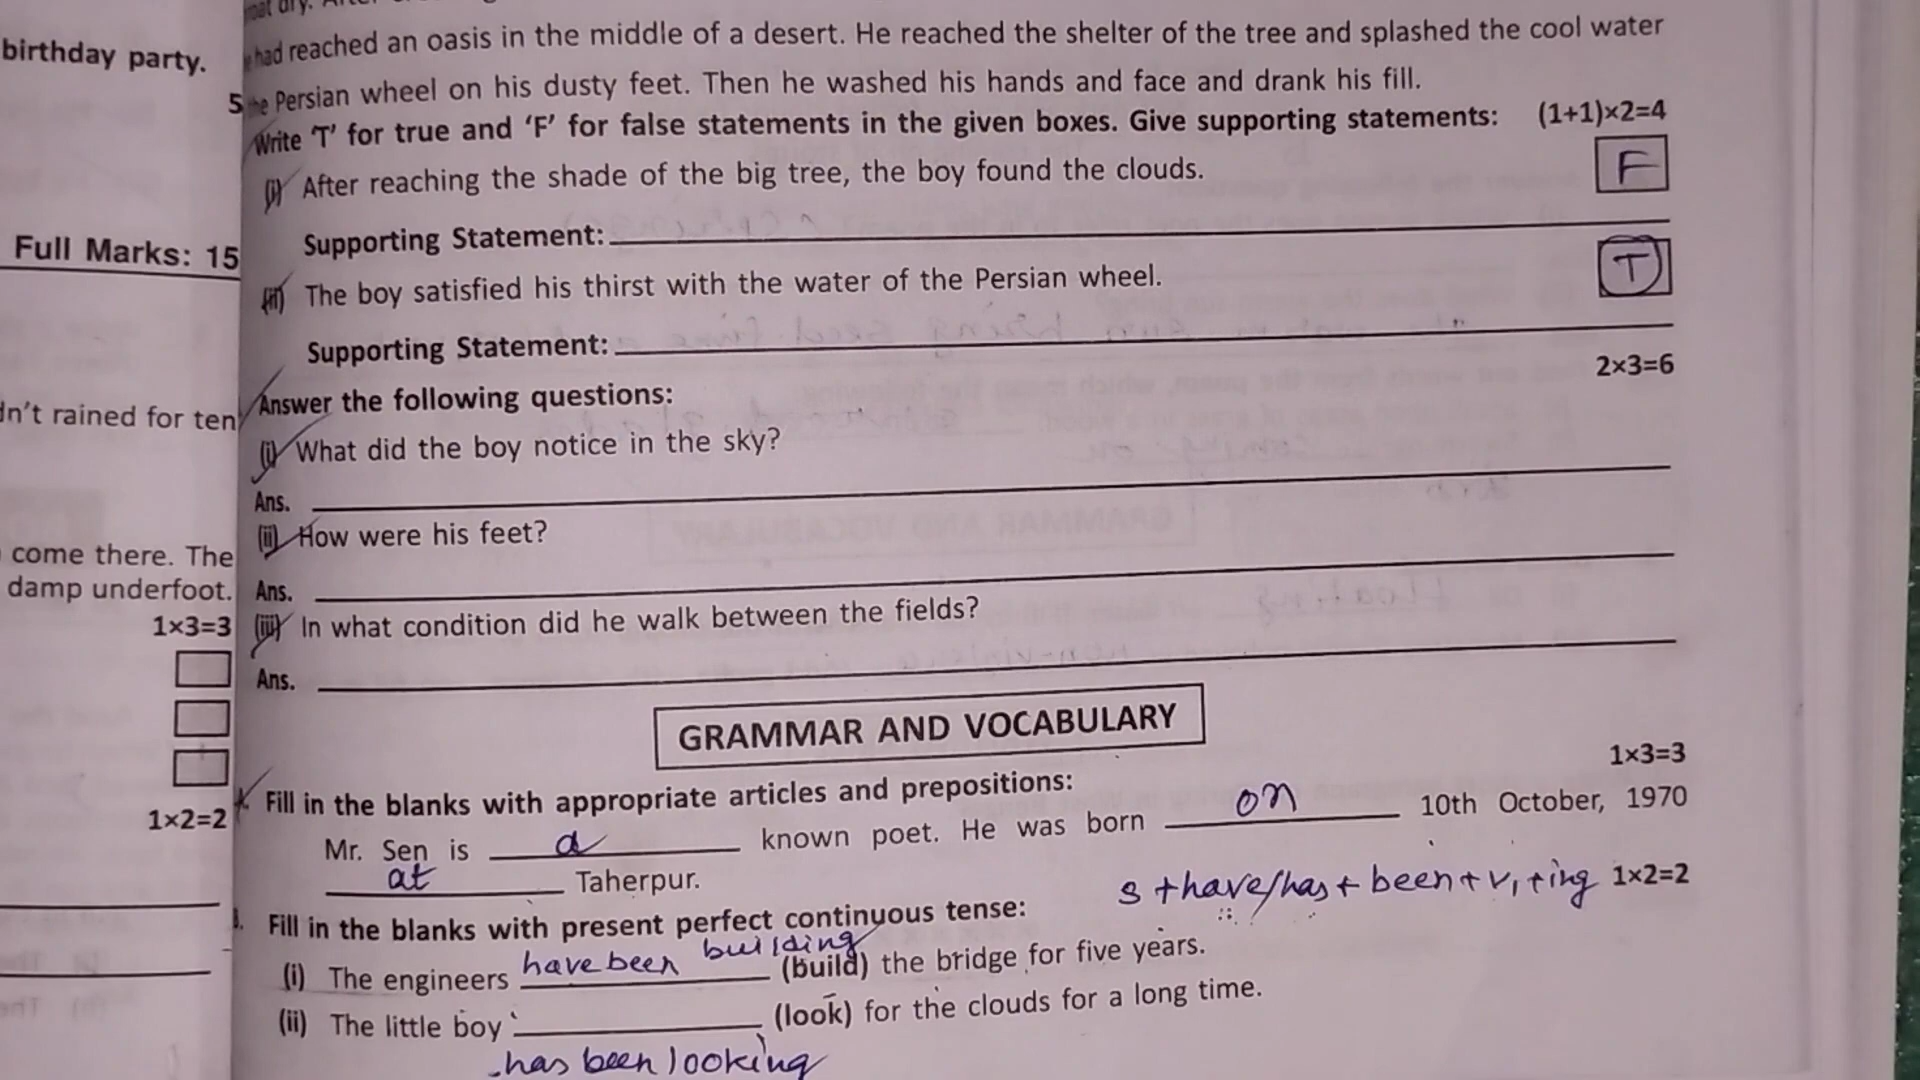 birthday party.
Full Marks: 15
dn't rained for ten
come there. The
damp underfoot.
1×3=3
1×2=2
had reached an oasis in the middle of a desert. He reached the shelter of the tree and splashed the cool water
5 the Persian wheel on his dusty feet. Then he washed his hands and face and drank his fill.
Write 'T' for true and 'F' for false statements in the given boxes. Give supporting statements: (1+1)×2=4
(i) After reaching the shade of the big tree, the boy found the clouds. F
Supporting Statement:
(ii) The boy satisfied his thirst with the water of the Persian wheel. T
Supporting Statement:
Answer the following questions: 2×3=6
(i) What did the boy notice in the sky?
Ans.
(ii) How were his feet?
Ans.
(iii) In what condition did he walk between the fields?
Ans.
GRAMMAR AND VOCABULARY
Fill in the blanks with appropriate articles and prepositions: 1×3=3
Mr. Sen is a known poet. He was born on 10th October, 1970
at Taherpur.
S + have/has + been + v1 + ing 1×2=2
Fill in the blanks with present perfect continuous tense:
(i) The engineers have been building (build) the bridge for five years.
(ii) The little boy (look) for the clouds for a long time.
has been looking